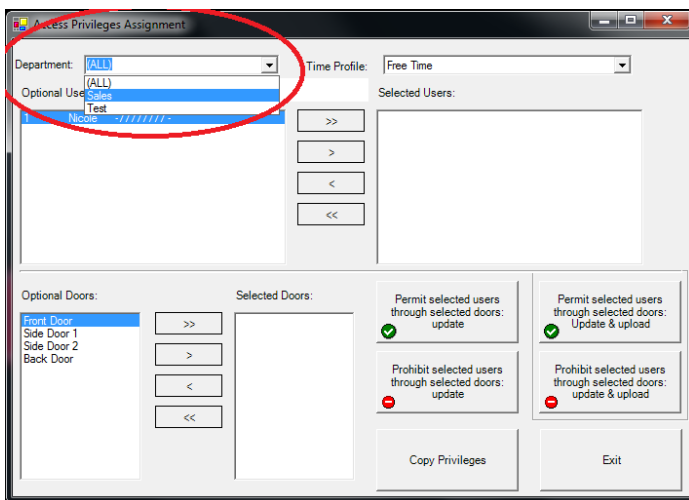 Access Privileges Assignment
Department: (ALL) Time Profile: Free Time
(ALL)
Sales
Test
Optional Use Selected Users:
1 Nicole -//////// -
>>
>
<
<<
Optional Doors: Selected Doors:
Front Door
Side Door 1
Side Door 2
Back Door
>>
>
<
<<
Permit selected users
through selected doors:
update
Permit selected users
through selected doors:
Update & upload
Prohibit selected users
through selected doors:
update
Prohibit selected users
through selected doors:
update & upload
Copy Privileges
Exit